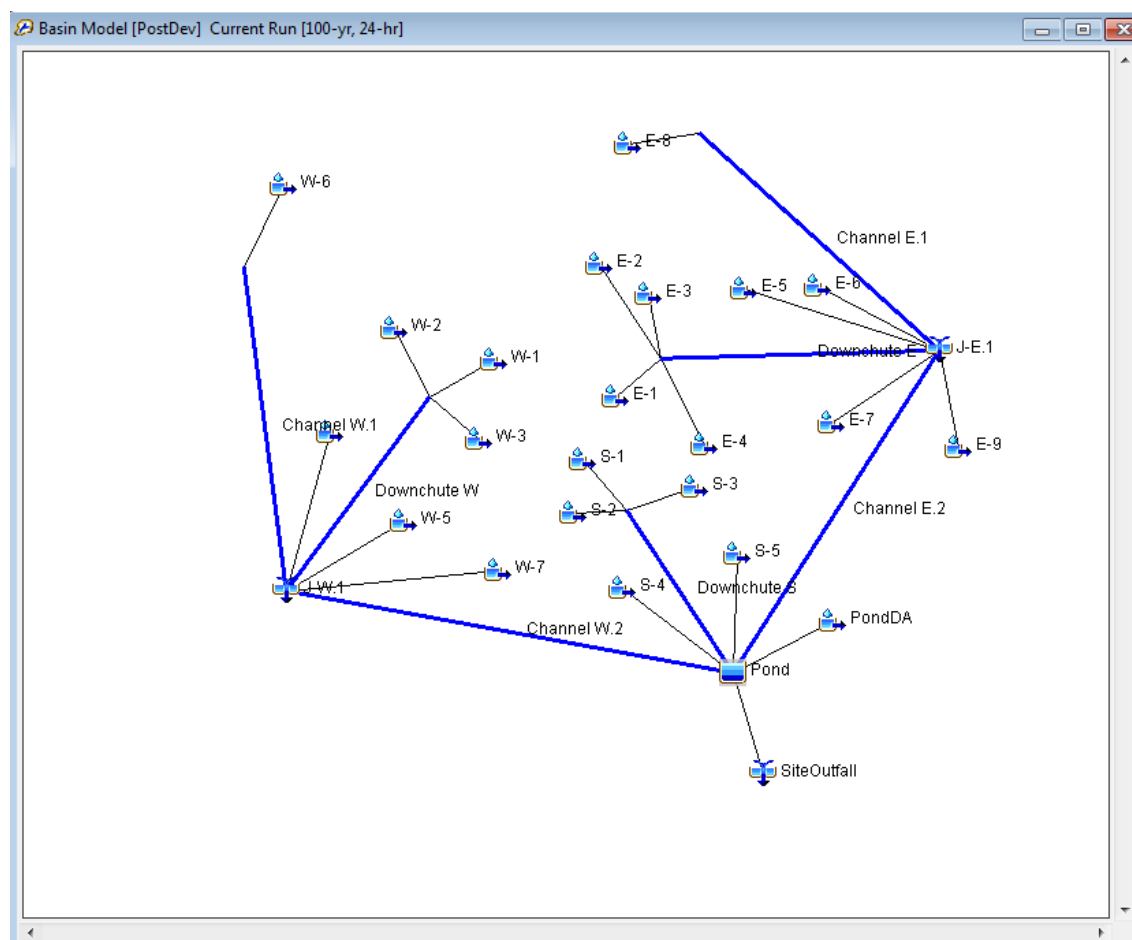 Basin Model [PostDev] Current Run [100-yr, 24-hr]
E-8
W-6
Channel E.1
E-2
E-3
E-5
E-6
W-2
J-E.1
Downchute E
W-1
E-1
E-7
Channel W.1
W-3
E-4
E-9
S-1
S-3
Downchute W
Channel E.2
S-2
W-5
S-5
W-7
S-4
Downchute S
J-W.1
PondDA
Channel W.2
Pond
SiteOutfall